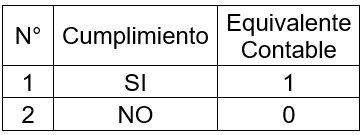 N° Cumplimiento Equivalente Contable
1 SI 1
2 NO 0